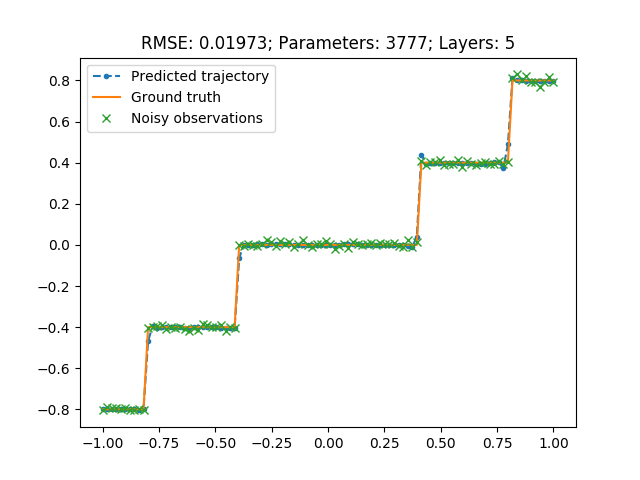 RMSE: 0.01973; Parameters: 3777; Layers: 5
Predicted trajectory
Ground truth
Noisy observations
0.8
0.6
0.4
0.2
0.0
−0.2
−0.4
−0.6
−0.8
−1.00 −0.75 −0.50 −0.25 0.00 0.25 0.50 0.75 1.00